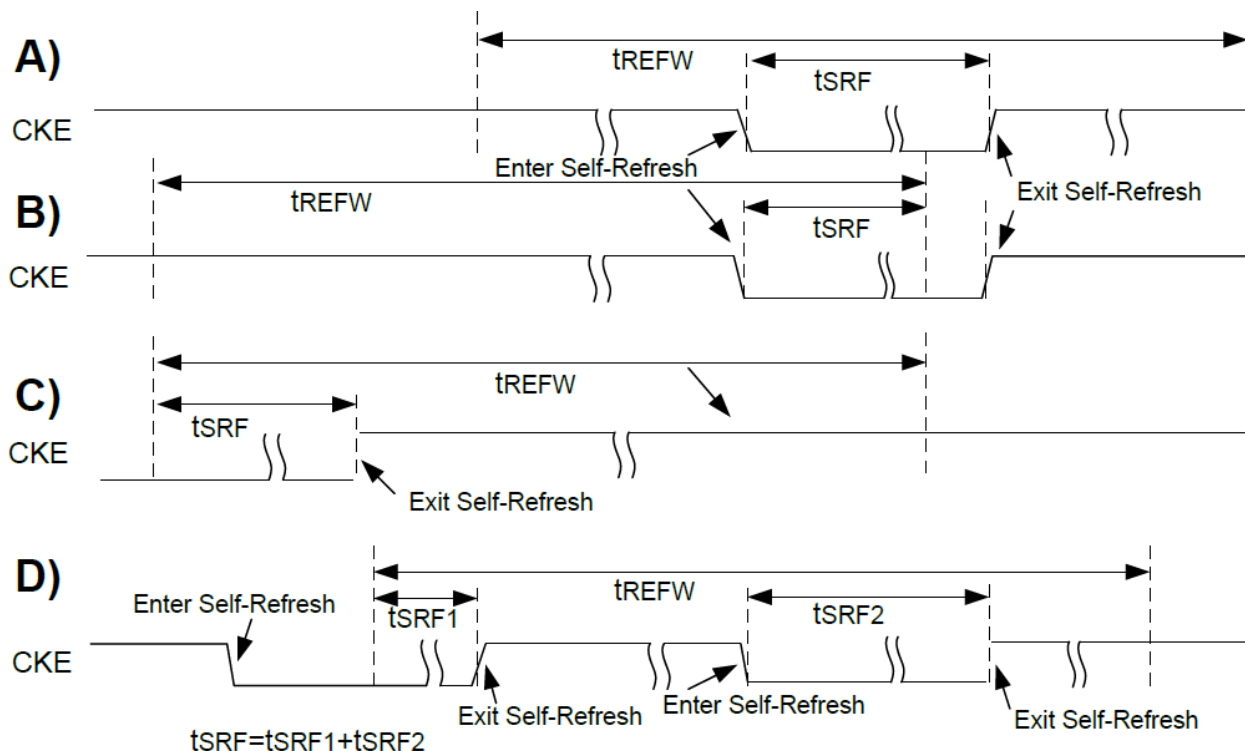 A)
tREFW
tSRF
CKE
Enter Self-Refresh
Exit Self-Refresh
B)
tREFW
tSRF
CKE
C)
tREFW
tSRF
CKE
Exit Self-Refresh
D)
tREFW
Enter Self-Refresh
tSRF1
tSRF2
CKE
Exit Self-Refresh
Enter Self-Refresh
Exit Self-Refresh
tSRF=tSRF1+tSRF2